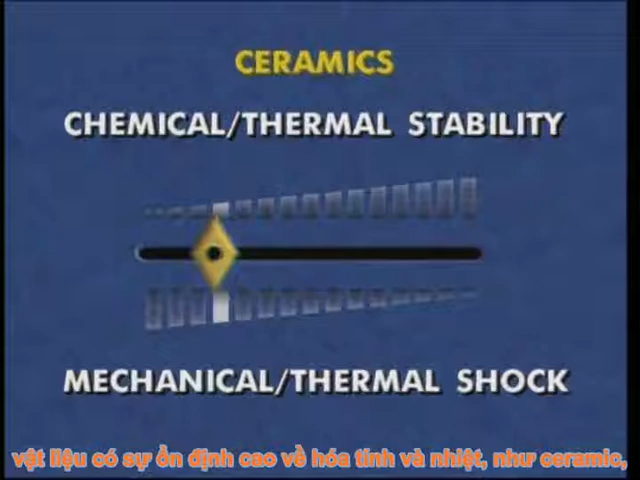 CERAMICS
CHEMICAL/THERMAL STABILITY
MECHANICAL/THERMAL SHOCK
vật liệu có sự ổn định cao về hóa tính và nhiệt, như ceramic,